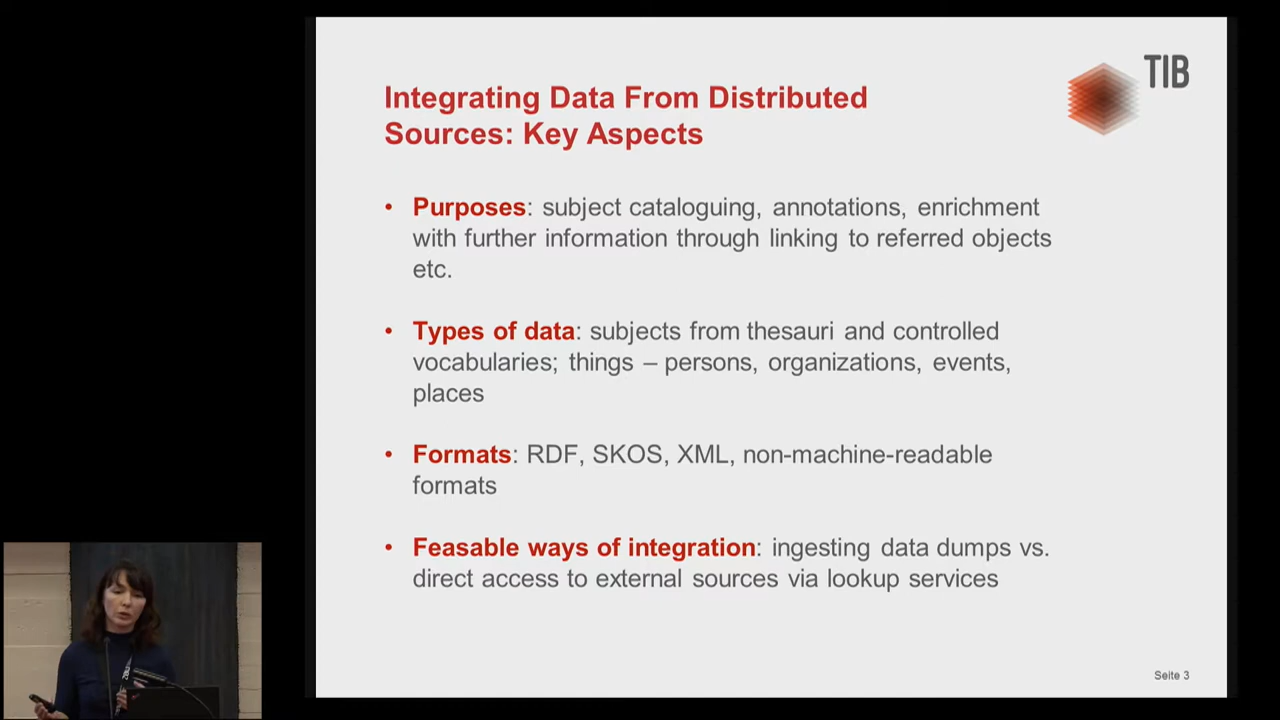 TIB
Integrating Data From Distributed
Sources: Key Aspects
• Purposes: subject cataloguing, annotations, enrichment
with further information through linking to referred objects
etc.
• Types of data: subjects from thesauri and controlled
vocabularies; things – persons, organizations, events,
places
• Formats: RDF, SKOS, XML, non-machine-readable
formats
• Feasable ways of integration: ingesting data dumps vs.
direct access to external sources via lookup services
Seite 3